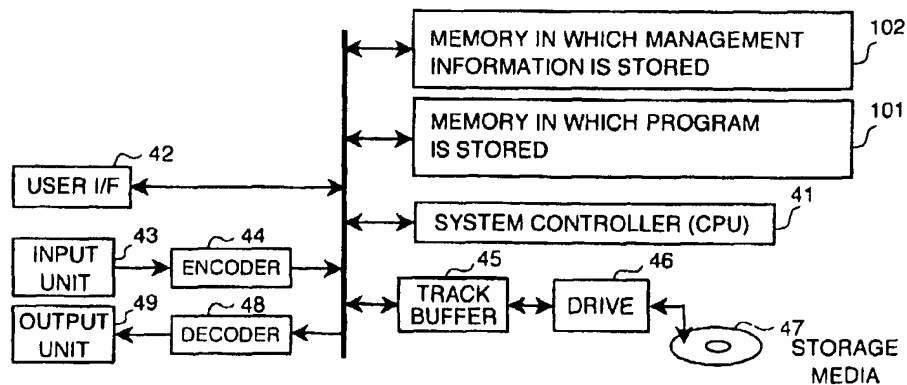 102
MEMORY IN WHICH MANAGEMENT
INFORMATION IS STORED
101
MEMORY IN WHICH PROGRAM
IS STORED
42
USER I/F
41
SYSTEM CONTROLLER (CPU)
43
INPUT
UNIT
44
ENCODER
45
TRACK
BUFFER
46
DRIVE
49
OUTPUT
UNIT
48
DECODER
47
STORAGE
MEDIA